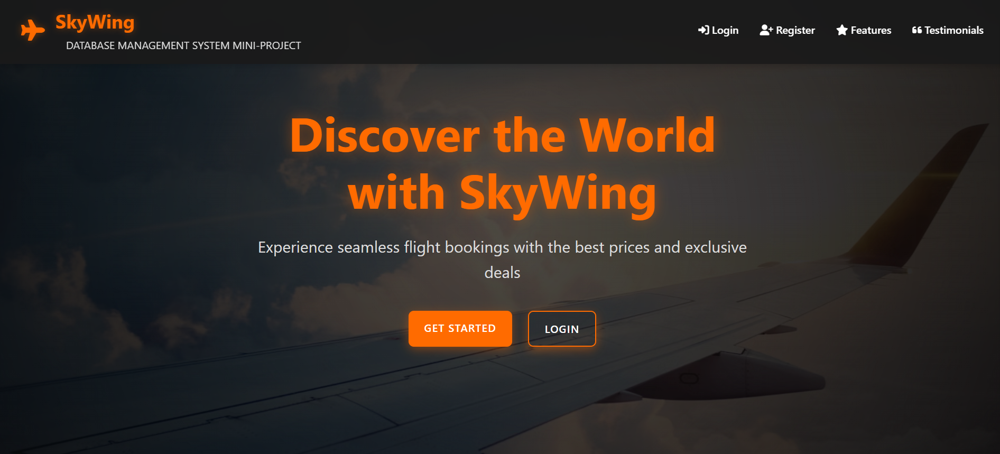 SkyWing
DATABASE MANAGEMENT SYSTEM MINI-PROJECT
Login
Register
Features
Testimonials
Discover the World
with SkyWing
Experience seamless flight bookings with the best prices and exclusive
deals
GET STARTED
LOGIN